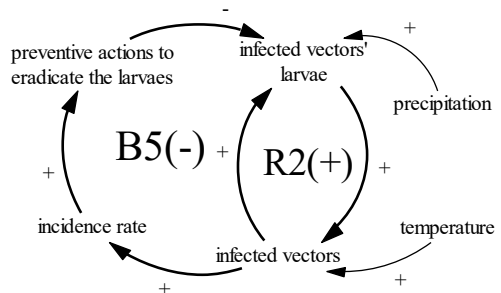 -
+
preventive actions to
eradicate the larvaes
infected vectors'
larvae
precipitation
B5(-)
+
R2(+)
+
+
incidence rate
temperature
infected vectors
+
+